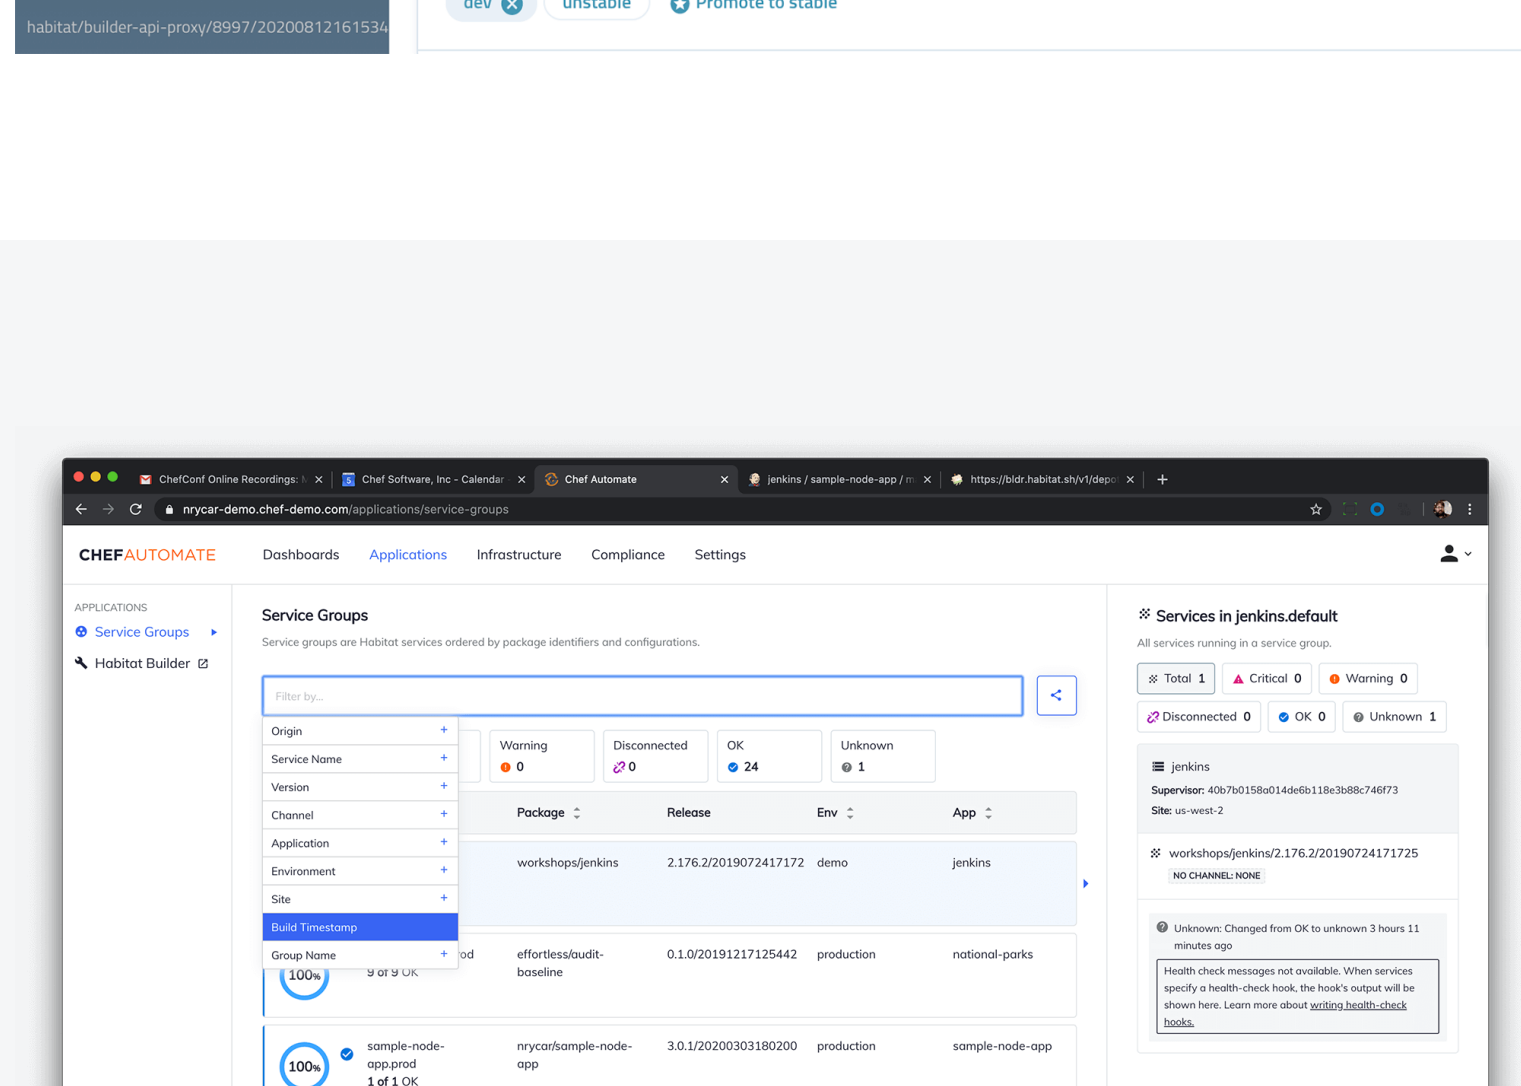 dev unstable Promote to stable
habitat/builder-api-proxy/8997/20200812161534
ChefConf Online Recordings:
Chef Software, Inc - Calendar
Chef Automate
jenkins / sample-node-app / m
https://bldr.habitat.sh/v1/depo
nrycar-demo.chef-demo.com/applications/service-groups
CHEFAUTOMATE
Dashboards
Applications
Infrastructure
Compliance
Settings
APPLICATIONS
Service Groups
Habitat Builder
Service Groups
Service groups are Habitat services ordered by package identifiers and configurations.
Filter by...
Origin +
Service Name +
Version +
Channel +
Application +
Environment +
Site +
Build Timestamp
Group Name +
Warning
0
Disconnected
0
OK
24
Unknown
1
Package
Release
Env
App
workshops/jenkins
2.176.2/2019072417172
demo
jenkins
od
9 of 9 OK
100%
effortless/audit-
baseline
0.1.0/20191217125442
production
national-parks
100%
sample-node-
app.prod
1 of 1 OK
nrycar/sample-node-
app
3.0.1/20200303180200
production
sample-node-app
Services in jenkins.default
All services running in a service group.
Total 1
Critical 0
Warning 0
Disconnected 0
OK 0
Unknown 1
jenkins
Supervisor: 40b7b0158a014de6b118e3b88c746f73
Site: us-west-2
workshops/jenkins/2.176.2/20190724171725
NO CHANNEL: NONE
Unknown: Changed from OK to unknown 3 hours 11
minutes ago
Health check messages not available. When services
specify a health-check hook, the hook's output will be
shown here. Learn more about writing health-check
hooks.